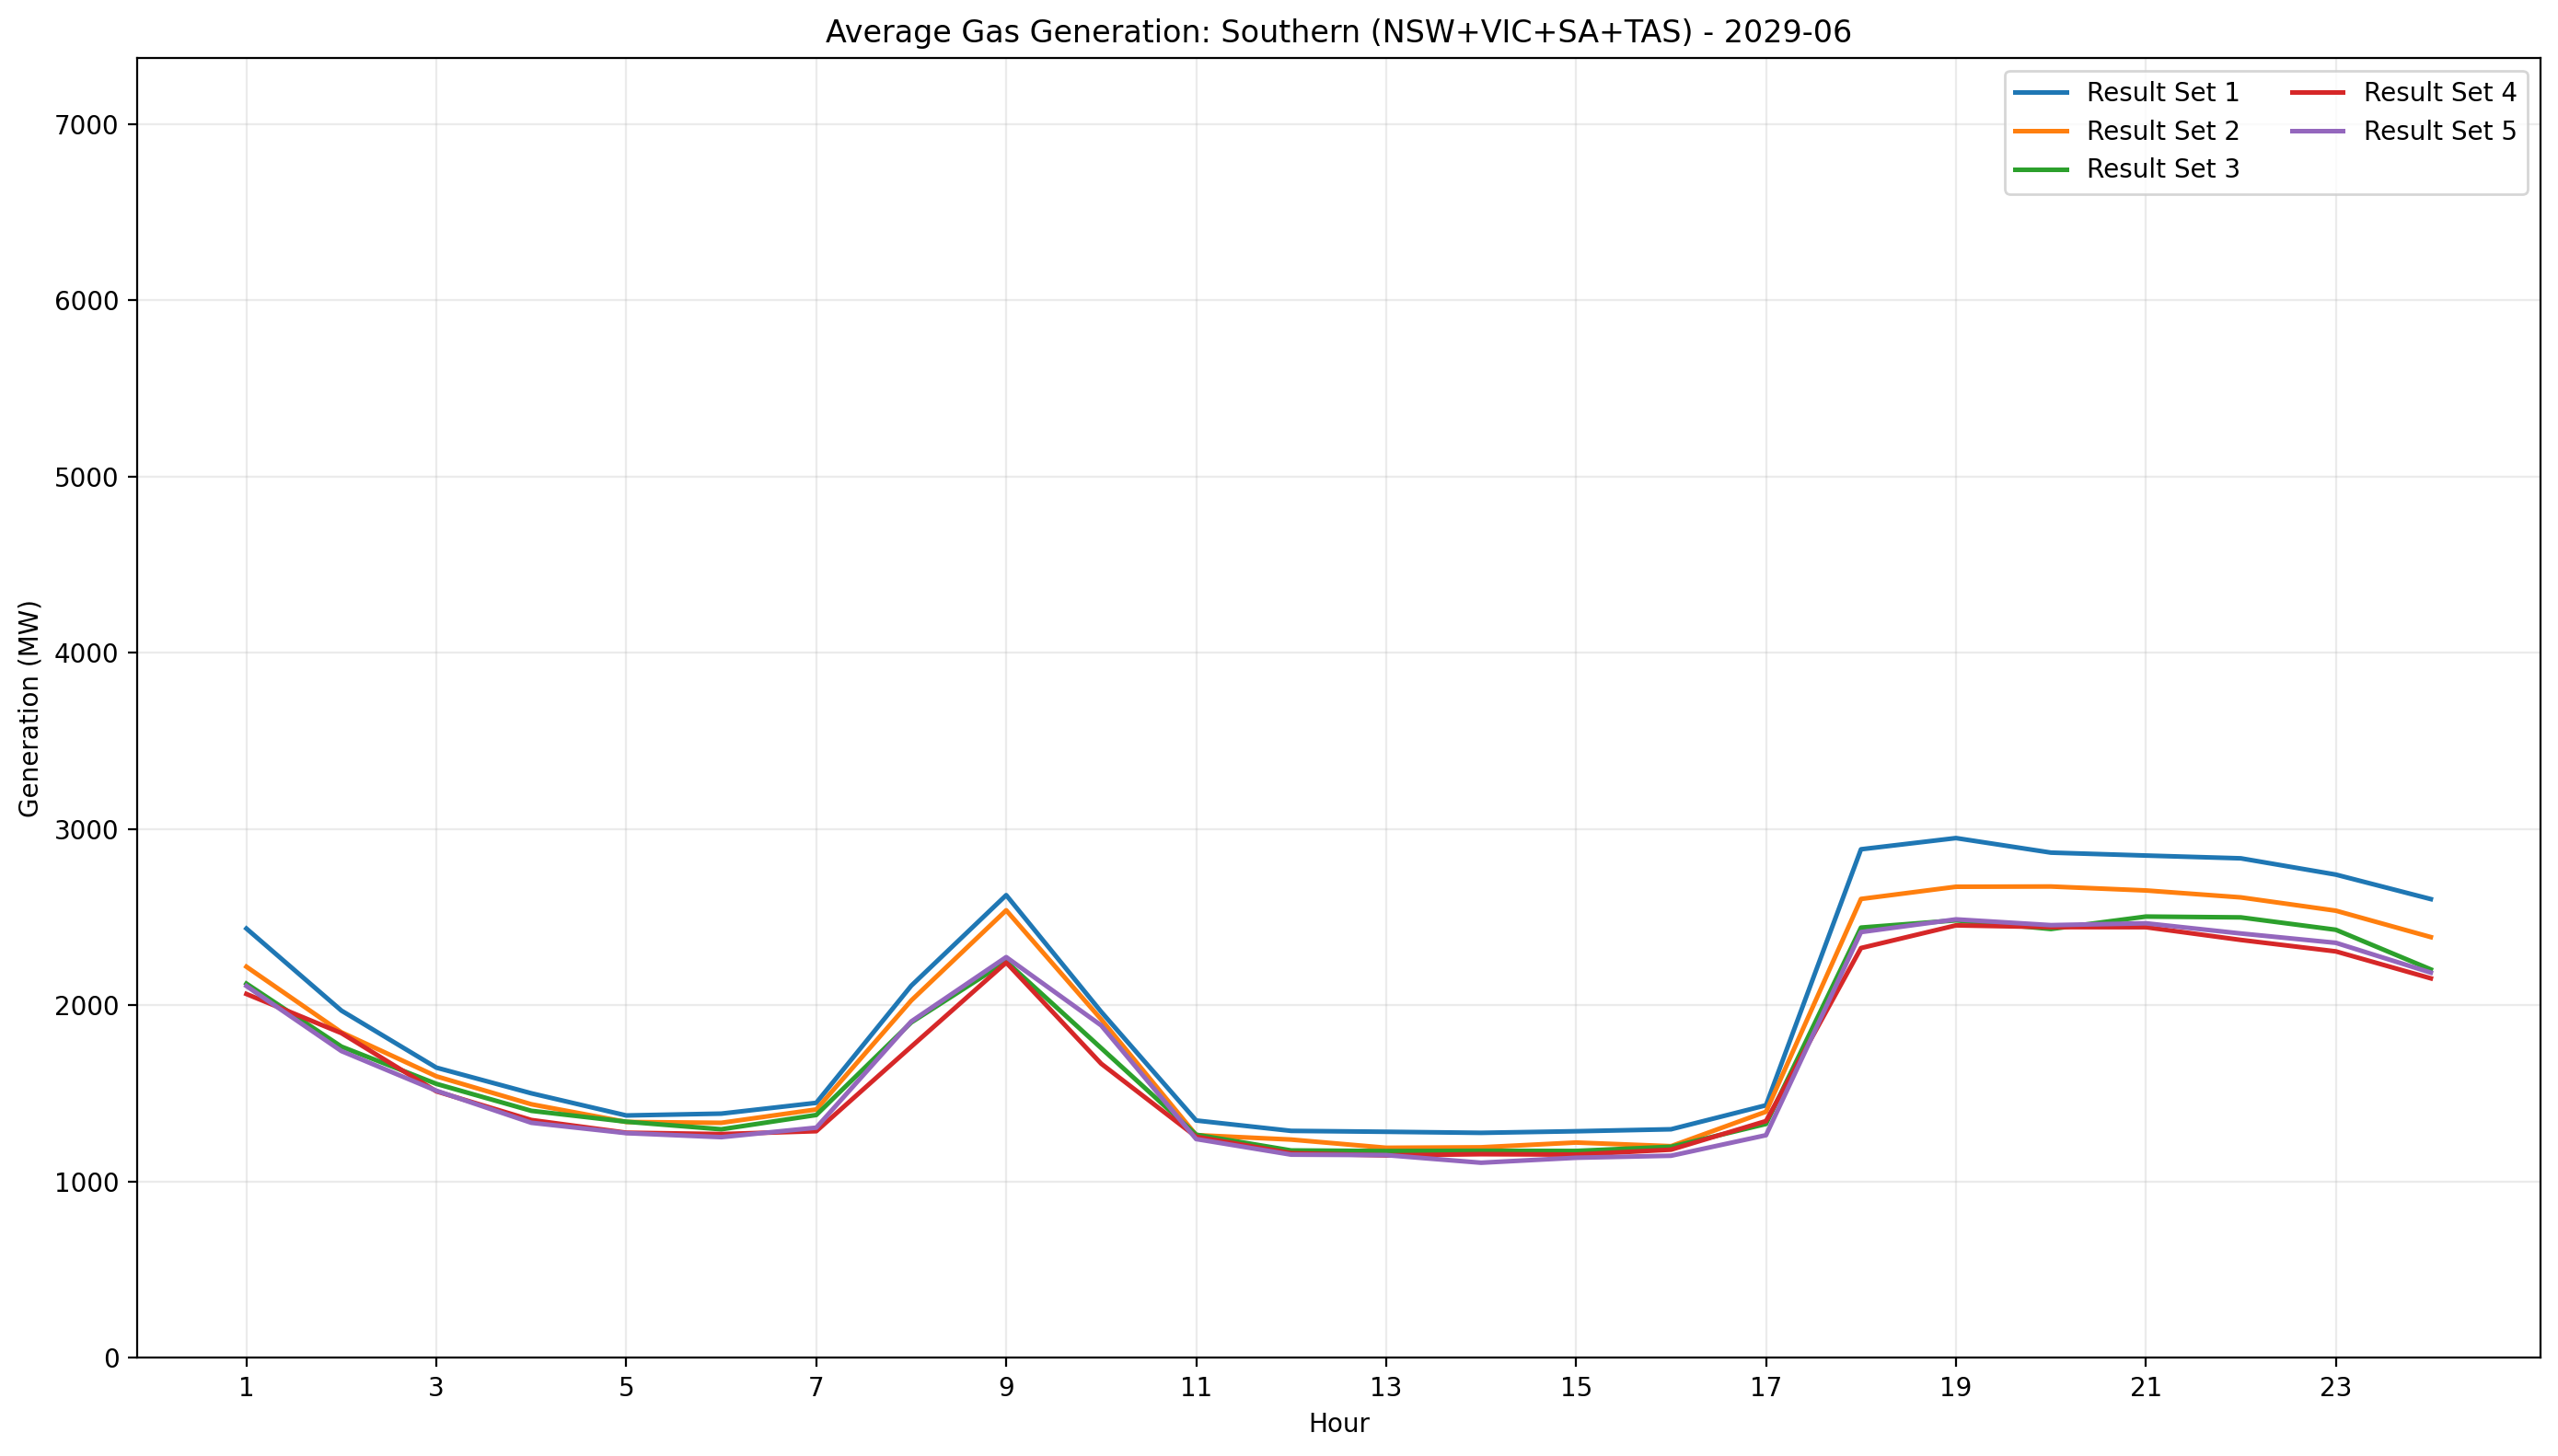 Average Gas Generation: Southern (NSW+VIC+SA+TAS) - 2029-06
Result Set 1
Result Set 2
Result Set 3
Result Set 4
Result Set 5
Generation (MW)
7000
6000
5000
4000
3000
2000
1000
0
1 3 5 7 9 11 13 15 17 19 21 23
Hour